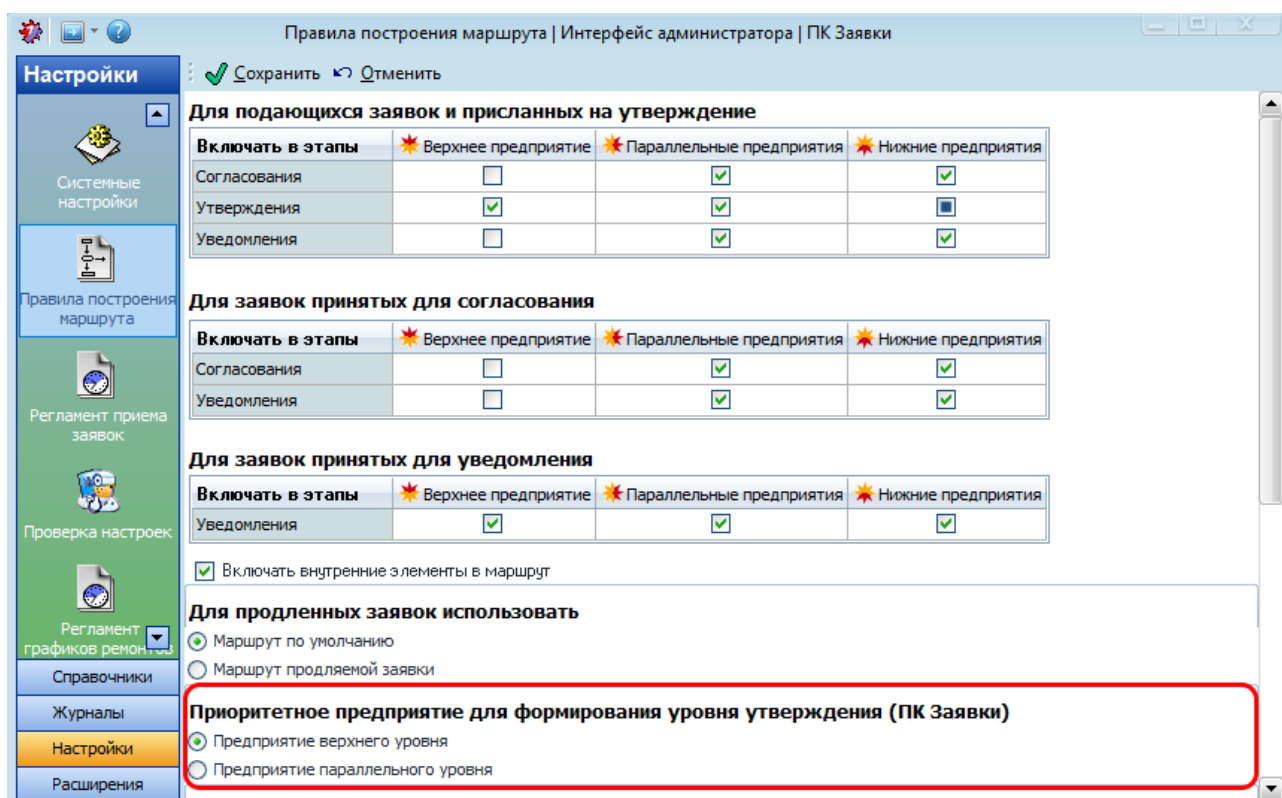 Правила построения маршрута | Интерфейс администратора | ПК Заявки
Настройки
Сохранить Отменить
Системные
настройки
Правила построения
маршрута
Регламент приема
заявок
Проверка настроек
Регламент
графиков ремонтов
Справочники
Журналы
Настройки
Расширения
Для подающихся заявок и присланных на утверждение
Включать в этапы Верхнее предприятие Параллельные предприятия Нижние предприятия
Согласования
Утверждения
Уведомления
Для заявок принятых для согласования
Включать в этапы Верхнее предприятие Параллельные предприятия Нижние предприятия
Согласования
Уведомления
Для заявок принятых для уведомления
Включать в этапы Верхнее предприятие Параллельные предприятия Нижние предприятия
Уведомления
Включать внутренние элементы в маршрут
Для продленных заявок использовать
Маршрут по умолчанию
Маршрут продляемой заявки
Приоритетное предприятие для формирования уровня утверждения (ПК Заявки)
Предприятие верхнего уровня
Предприятие параллельного уровня